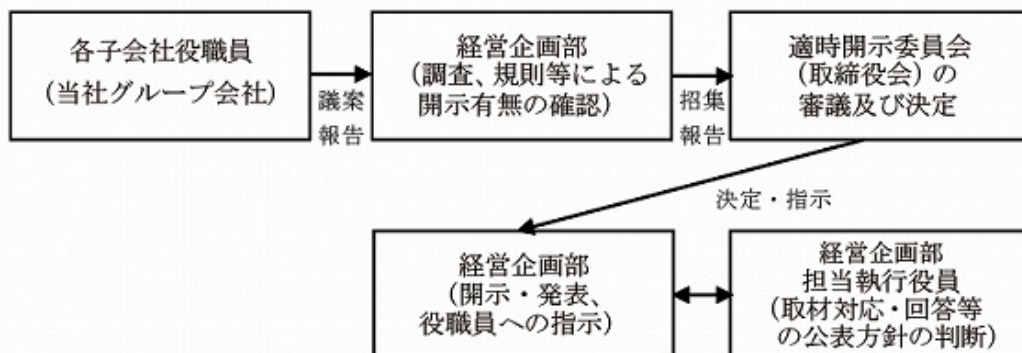 各子会社役職員
（当社グループ会社）
議案
報告
経営企画部
（調査、規則等による
開示有無の確認）
招集
報告
適時開示委員会
（取締役会）の
審議及び決定
決定・指示
経営企画部
（開示・発表、
役職員への指示）
経営企画部
担当執行役員
（取材対応・回答等
の公表方針の判断）